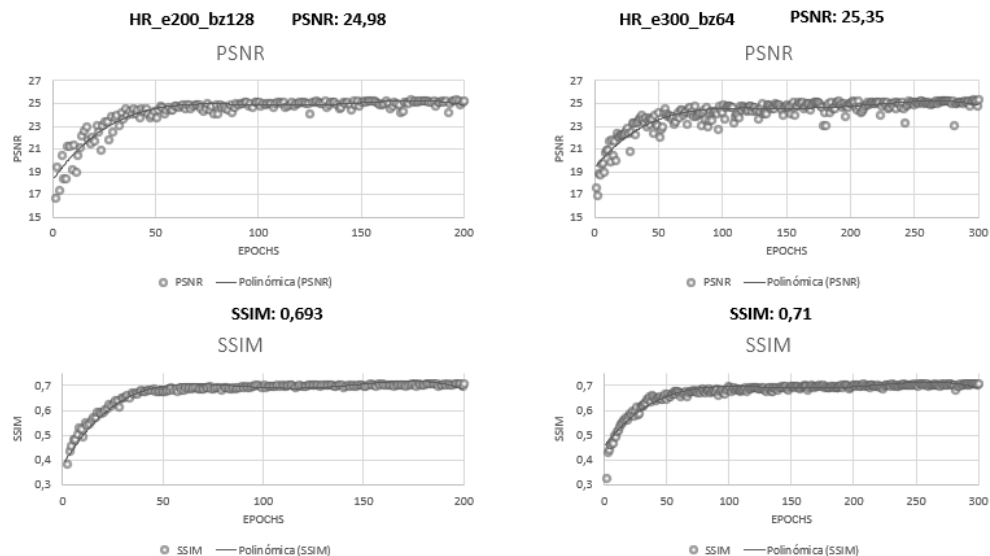 HR_e200_bz128 PSNR: 24,98
PSNR
27
25
23
21
19
17
15
PSNR
0 50 100 150 200
EPOCHS
PSNR Polinómica (PSNR)
HR_e300_bz64 PSNR: 25,35
PSNR
27
25
23
21
19
17
15
PSNR
0 50 100 150 200 250 300
EPOCHS
PSNR Polinómica (PSNR)
SSIM: 0,693
SSIM
0,7
0,6
0,5
0,4
0,3
SSIM
0 50 100 150 200
EPOCHS
SSIM Polinómica (SSIM)
SSIM: 0,71
SSIM
0,7
0,6
0,5
0,4
0,3
SSIM
0 50 100 150 200 250 300
EPOCHS
SSIM Polinómica (SSIM)